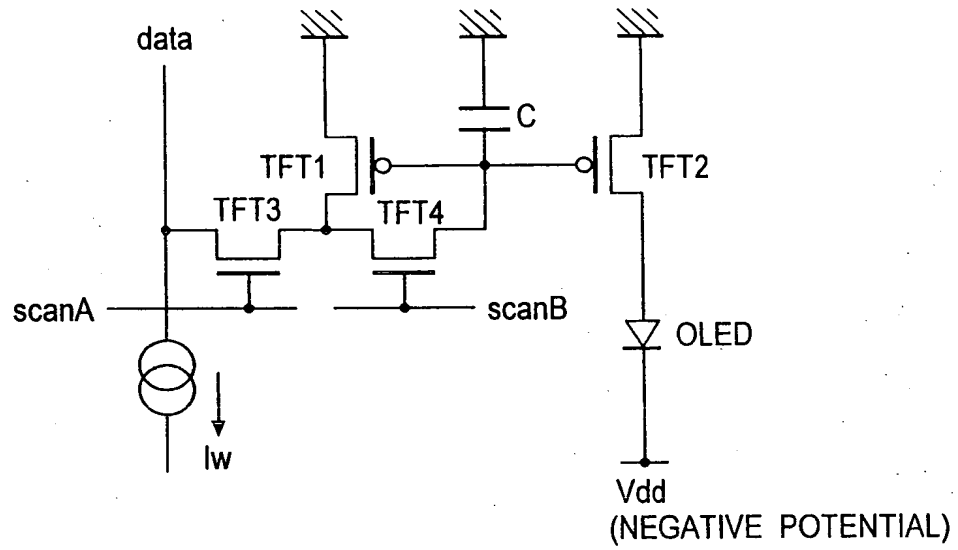 data
C
TFT1
TFT2
TFT3
TFT4
scanA
scanB
OLED
Iw
Vdd
(NEGATIVE POTENTIAL)